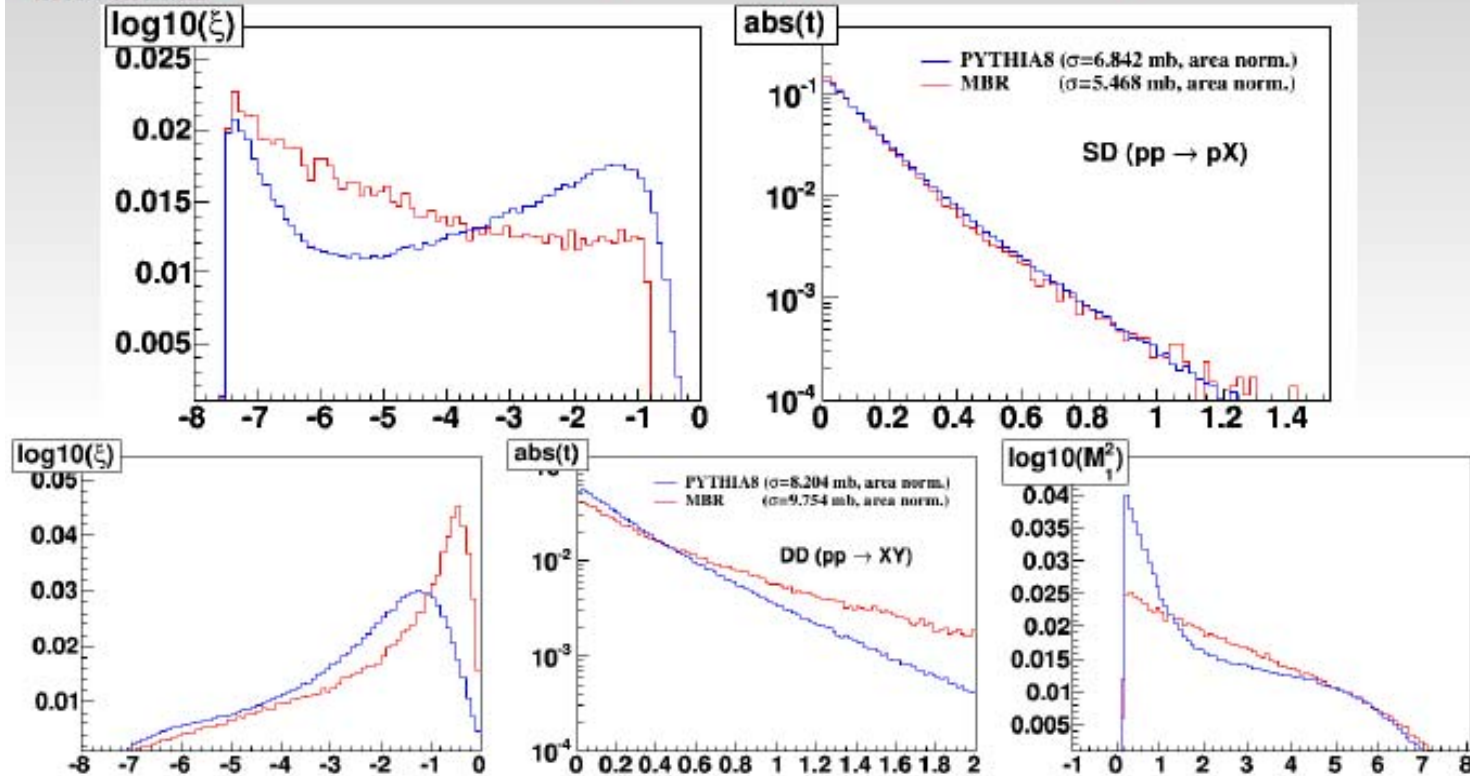 log10(ξ)
0.025
0.02
0.015
0.01
0.005
-8 -7 -6 -5 -4 -3 -2 -1 0
abs(t)
PYTHIA8 (σ=6.842 mb, area norm.)
MBR (σ=5.468 mb, area norm.)
SD (pp → pX)
10^-1
10^-2
10^-3
10^-4
0 0.2 0.4 0.6 0.8 1 1.2 1.4
log10(ξ)
0.05
0.04
0.03
0.02
0.01
-8 -7 -6 -5 -4 -3 -2 -1 0
abs(t)
PYTHIA8 (σ=8.204 mb, area norm.)
MBR (σ=9.754 mb, area norm.)
DD (pp → XY)
10^-2
10^-3
10^-4
0 0.2 0.4 0.6 0.8 1 1.2 1.4 1.6 1.8 2
log10(M₁²)
0.04
0.035
0.03
0.025
0.02
0.015
0.01
0.005
-1 0 1 2 3 4 5 6 7 8